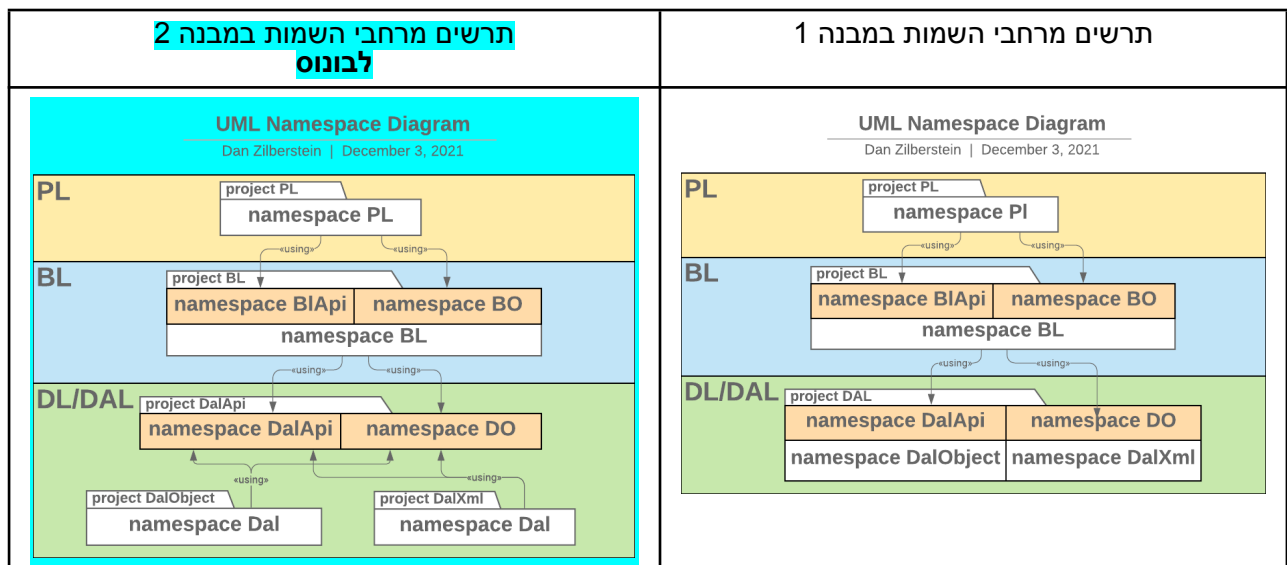 תרשים מרחבי השמות במבנה 1
UML Namespace Diagram
Dan Zilberstein | December 3, 2021
PL
project PL
namespace Pl
«using» «using»
BL
project BL
namespace BlApi namespace BO
namespace BL
«using» «using»
DL/DAL
project DAL
namespace DalApi namespace DO
namespace DalObject namespace DalXml
תרשים מרחבי השמות במבנה 2
לבונוס
UML Namespace Diagram
Dan Zilberstein | December 3, 2021
PL
project PL
namespace PL
«using» «using»
BL
project BL
namespace BlApi namespace BO
namespace BL
«using» «using»
DL/DAL
project DalApi
namespace DalApi namespace DO
«using» «using»
project DalObject project DalXml
namespace Dal namespace Dal